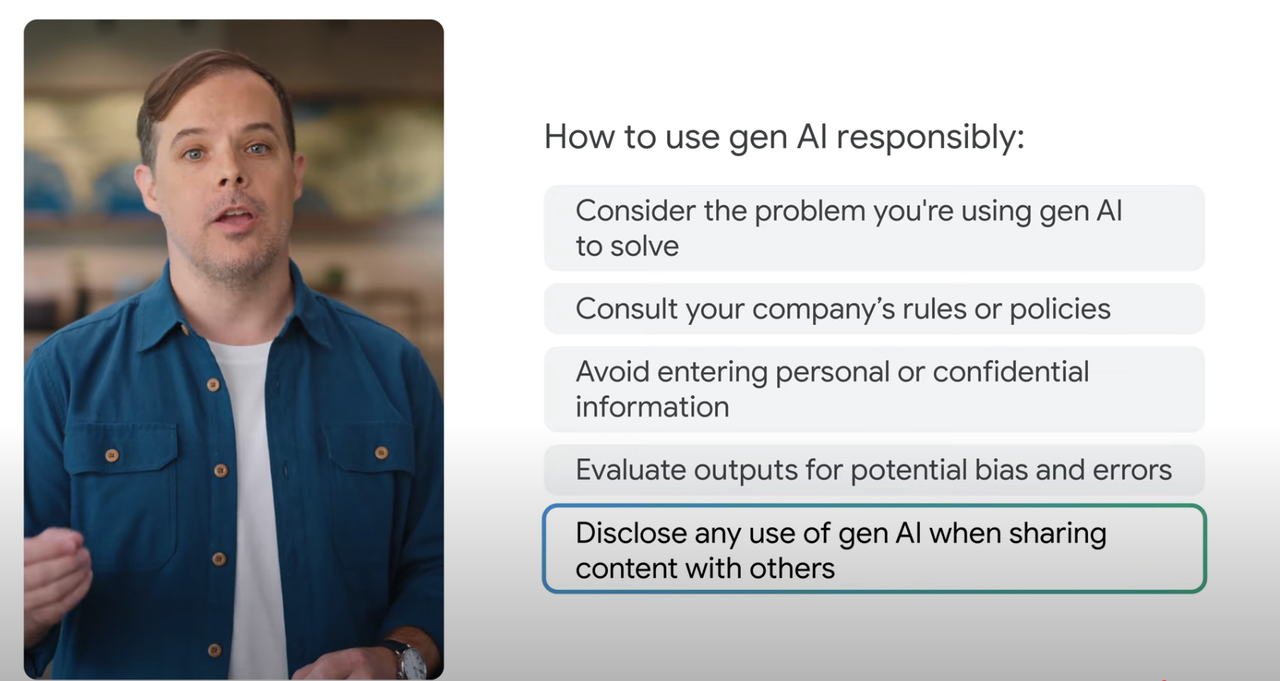 How to use gen AI responsibly:
Consider the problem you're using gen AI
to solve
Consult your company’s rules or policies
Avoid entering personal or confidential
information
Evaluate outputs for potential bias and errors
Disclose any use of gen AI when sharing
content with others